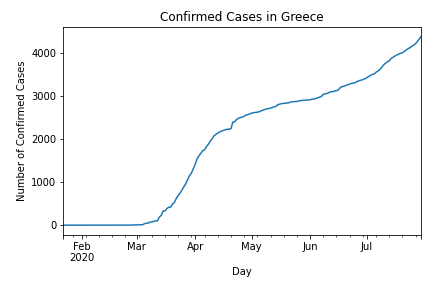 Confirmed Cases in Greece
Number of Confirmed Cases
4000
3000
2000
1000
0
Feb Mar Apr May Jun Jul
2020
Day